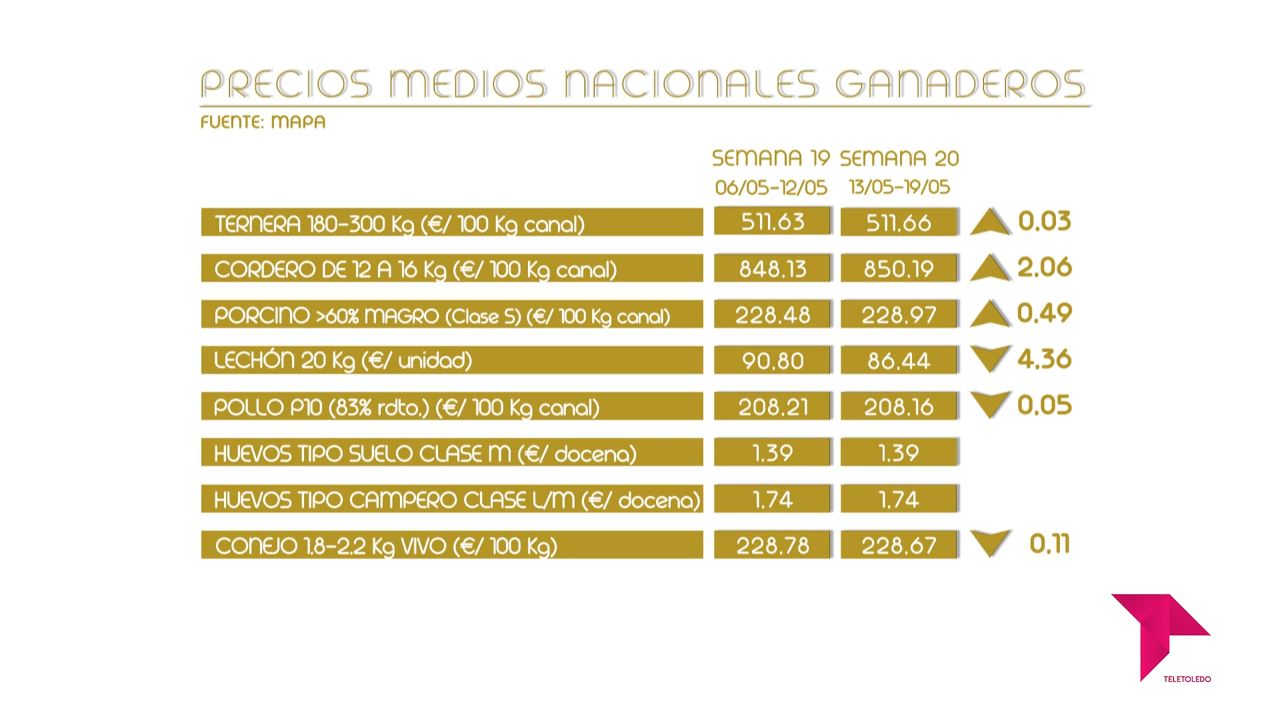 PRECIOS MEDIOS NACIONALES GANADEROS
FUENTE: MAPA
SEMANA 19 SEMANA 20
06/05-12/05 13/05-19/05
TERNERA 180-300 Kg (€/ 100 Kg canal) 511.63 511.66 0.03
CORDERO DE 12 A 16 Kg (€/ 100 Kg canal) 848.13 850.19 2.06
PORCINO >60% MAGRO (Clase S) (€/ 100 Kg canal) 228.48 228.97 0.49
LECHÓN 20 Kg (€/ unidad) 90.80 86.44 4.36
POLLO P10 (83% rdto.) (€/ 100 Kg canal) 208.21 208.16 0.05
HUEVOS TIPO SUELO CLASE M (€/ docena) 1.39 1.39
HUEVOS TIPO CAMPERO CLASE L/M (€/ docena) 1.74 1.74
CONEJO 1.8-2.2 Kg VIVO (€/ 100 Kg) 228.78 228.67 0.11
TELETOLEDO